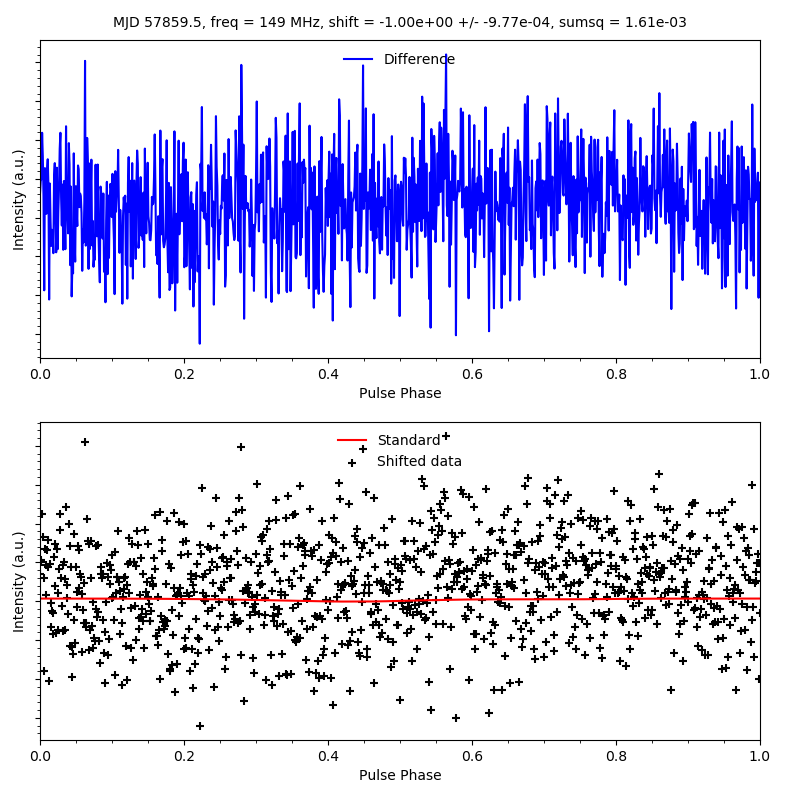 MJD 57859.5, freq = 149 MHz, shift = -1.00e+00 +/- -9.77e-04, sumsq = 1.61e-03
Difference
Intensity (a.u.)
0.0 0.2 0.4 0.6 0.8 1.0
Pulse Phase
Standard
Shifted data
Intensity (a.u.)
0.0 0.2 0.4 0.6 0.8 1.0
Pulse Phase